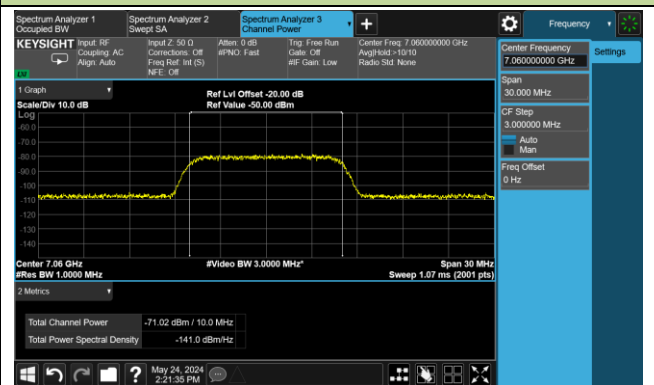 Spectrum Analyzer 1
Occupied BW
Spectrum Analyzer 2
Swept SA
Spectrum Analyzer 3
Channel Power
Frequency
KEYSIGHT
Input: RF
Coupling: AC
Align: Auto
Input Z: 50 Ω
Corrections: Off
Freq Ref: Int (S)
NFE: Off
Atten: 0 dB
#PNO: Fast
Trig: Free Run
Gate: Off
#IF Gain: Low
Center Freq: 7.060000000 GHz
Avg|Hold:>10/10
Radio Std: None
Center Frequency
7.060000000 GHz
Settings
Span
30.000 MHz
CF Step
3.000000 MHz
Auto
Man
Freq Offset
0 Hz
1 Graph
Scale/Div 10.0 dB
Ref Lvl Offset -20.00 dB
Ref Value -50.00 dBm
Log
-60.0
-70.0
-80.0
-90.0
-100
-110
-120
-130
-140
Center 7.06 GHz
#Res BW 1.0000 MHz
#Video BW 3.0000 MHz*
Span 30 MHz
Sweep 1.07 ms (2001 pts)
2 Metrics
Total Channel Power -71.02 dBm / 10.0 MHz
Total Power Spectral Density -141.0 dBm/Hz
May 24, 2024
2:21:35 PM